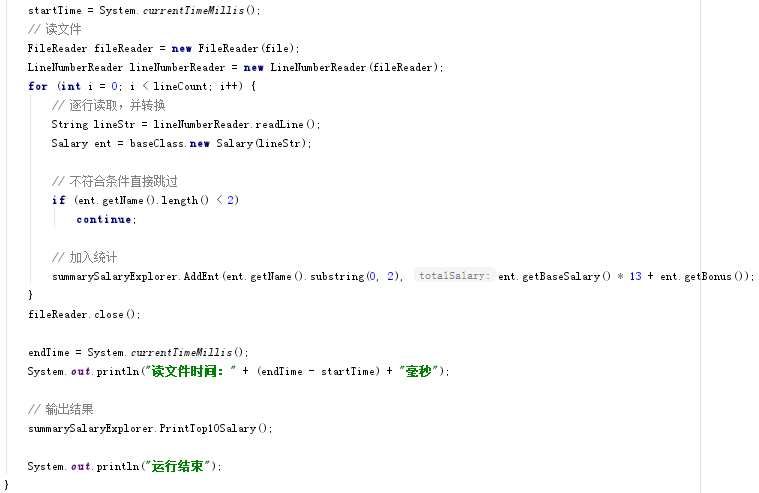 startTime = System.currentTimeMillis();
// 读文件
FileReader fileReader = new FileReader(file);
LineNumberReader lineNumberReader = new LineNumberReader(fileReader);
for (int i = 0; i < lineCount; i++) {
// 逐行读取，并转换
String lineStr = lineNumberReader.readLine();
Salary ent = baseClass.new Salary(lineStr);
// 不符合条件直接跳过
if (ent.getName().length() < 2)
continue;
// 加入统计
summarySalaryExplorer.AddEnt(ent.getName().substring(0, 2), totalSalary: ent.getBaseSalary() * 13 + ent.getBonus());
}
fileReader.close();
endTime = System.currentTimeMillis();
System.out.println("读文件时间：" + (endTime - startTime) + "毫秒");
// 输出结果
summarySalaryExplorer.PrintTop10Salary();
System.out.println("运行结束");
}